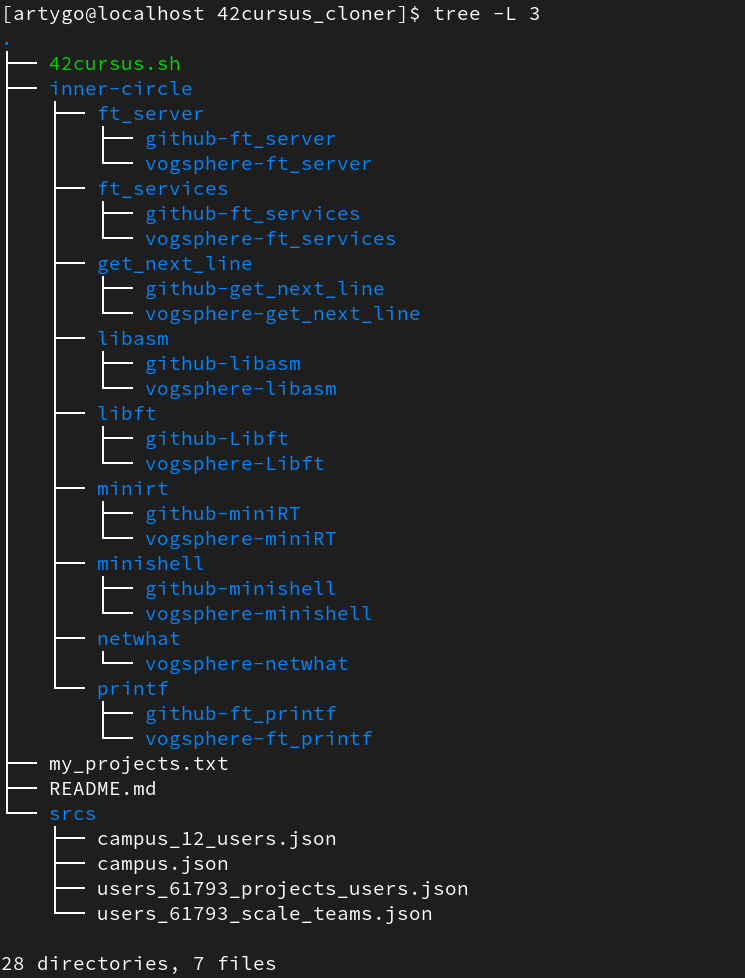 [artygo@localhost 42cursus_cloner]$ tree -L 3
.
├── 42cursus.sh
├── inner-circle
│   ├── ft_server
│   │   ├── github-ft_server
│   │   └── vogsphere-ft_server
│   ├── ft_services
│   │   ├── github-ft_services
│   │   └── vogsphere-ft_services
│   ├── get_next_line
│   │   ├── github-get_next_line
│   │   └── vogsphere-get_next_line
│   ├── libasm
│   │   ├── github-libasm
│   │   └── vogsphere-libasm
│   ├── libft
│   │   ├── github-Libft
│   │   └── vogsphere-Libft
│   ├── minirt
│   │   ├── github-miniRT
│   │   └── vogsphere-miniRT
│   ├── minishell
│   │   ├── github-minishell
│   │   └── vogsphere-minishell
│   ├── netwhat
│   │   └── vogsphere-netwhat
│   └── printf
│       ├── github-ft_printf
│       └── vogsphere-ft_printf
├── my_projects.txt
├── README.md
└── srcs
    ├── campus_12_users.json
    ├── campus.json
    ├── users_61793_projects_users.json
    └── users_61793_scale_teams.json

28 directories, 7 files